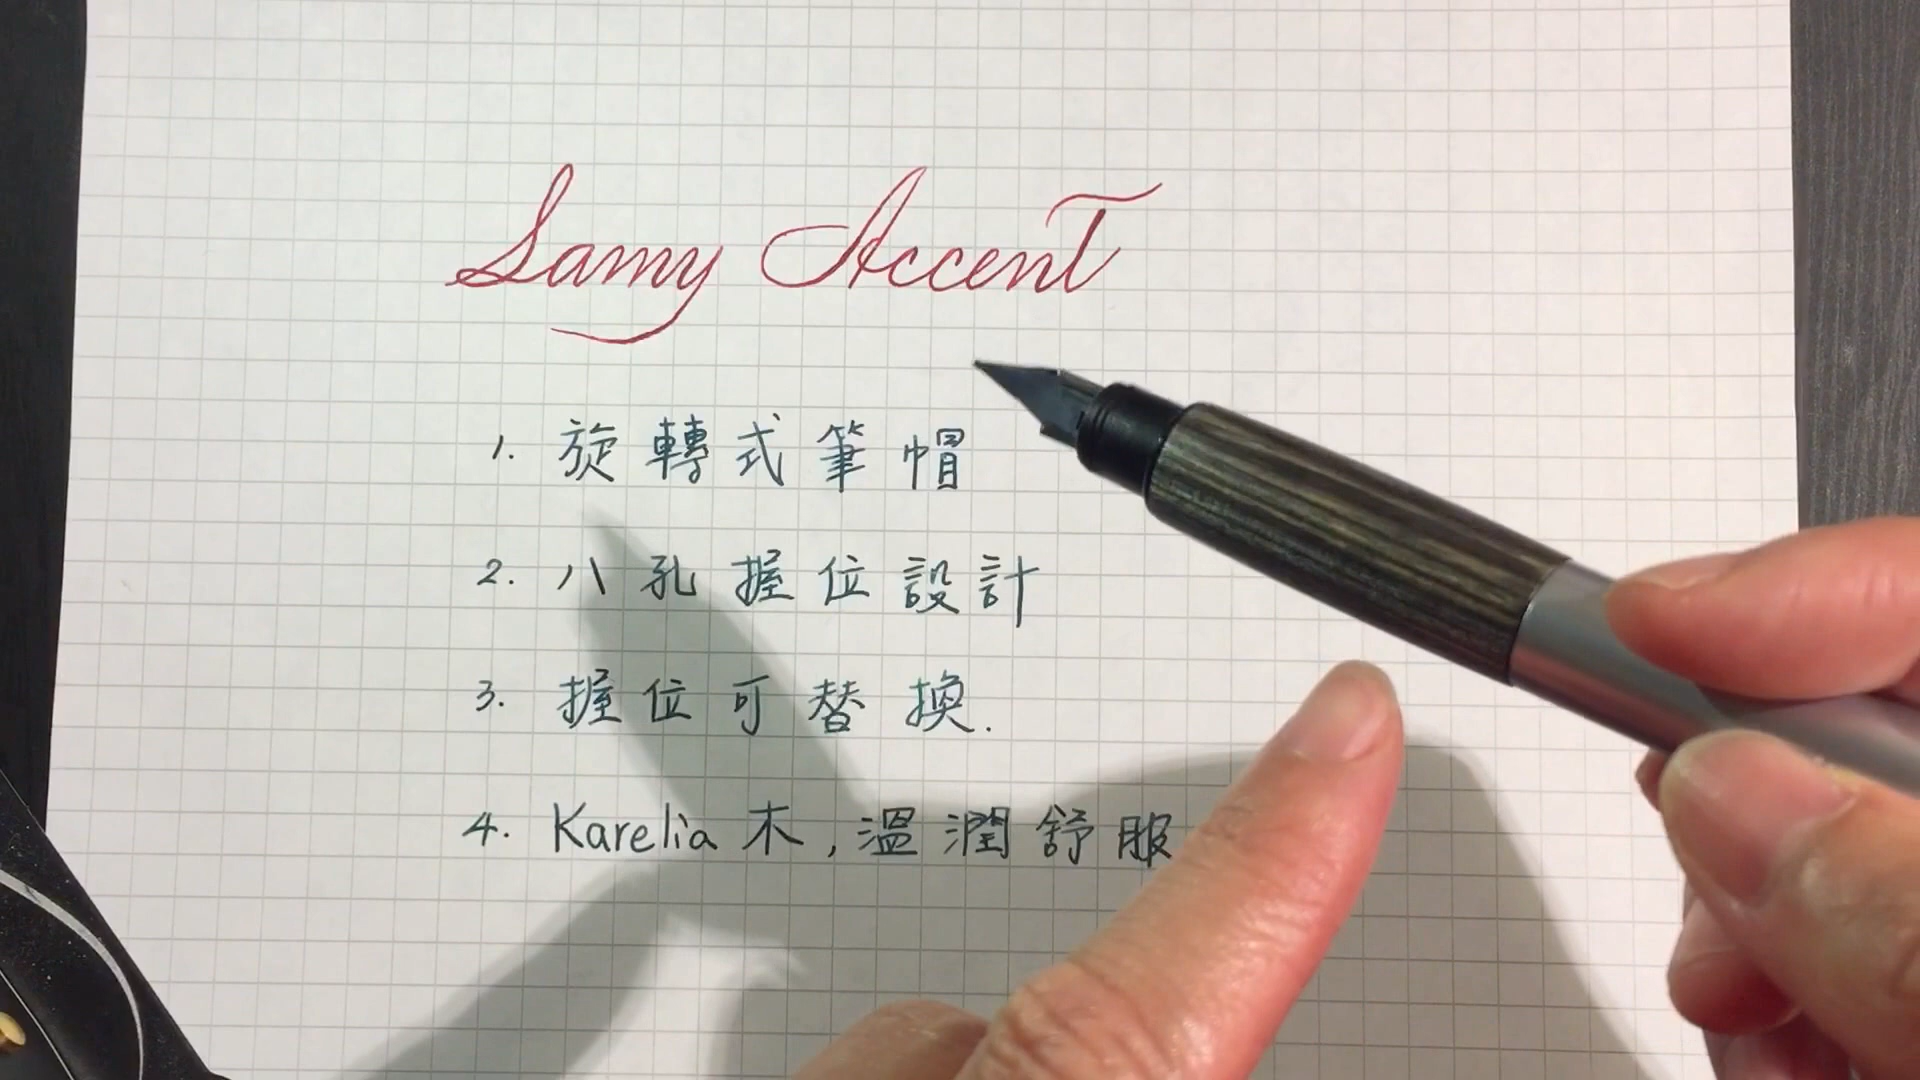 Lamy Accent
1. 旋轉式筆帽
2. 八孔握位設計
3. 握位可替換.
4. Karelia 木,溫潤舒服